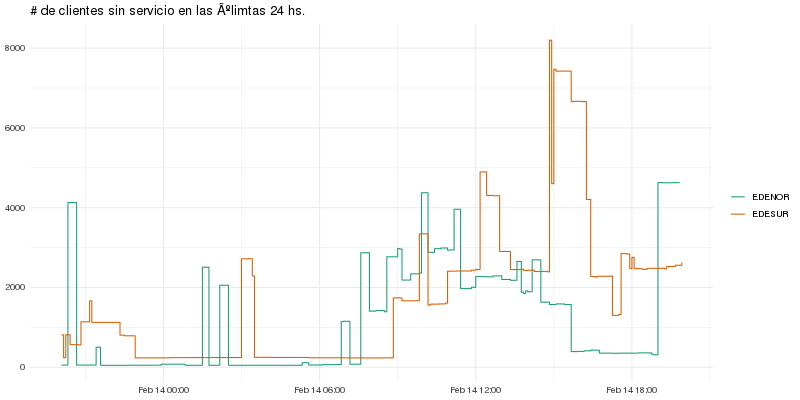 # de clientes sin servicio en las Ãºlimtas 24 hs.
8000
6000
4000
2000
0
Feb 14 00:00
Feb 14 06:00
Feb 14 12:00
Feb 14 18:00
EDENOR
EDESUR